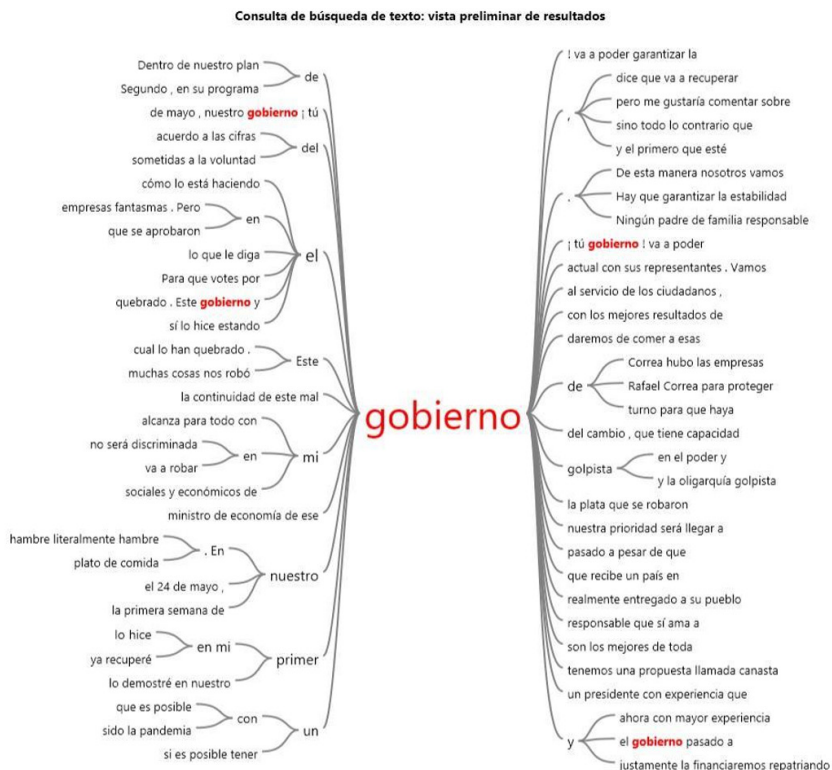 Consulta de búsqueda de texto: vista preliminar de resultados
Dentro de nuestro plan
Segundo , en su programa
de
de mayo , nuestro gobierno ¡ tú
acuerdo a las cifras
sometidas a la voluntad
del
cómo lo está haciendo
empresas fantasmas . Pero
que se aprobaron
en
lo que le diga
Para que votes por
quebrado . Este gobierno y
sí lo hice estando
el
cual lo han quebrado .
muchas cosas nos robó
Este
la continuidad de este mal
alcanza para todo con
no será discriminada
va a robar
en
sociales y económicos de
mi
ministro de economía de ese
hambre literalmente hambre
plato de comida
. En
el 24 de mayo ,
la primera semana de
nuestro
lo hice
ya recuperé
en mi
lo demostré en nuestro
primer
que es posible
sido la pandemia
con
si es posible tener
un
gobierno
! va a poder garantizar la
,
dice que va a recuperar
pero me gustaría comentar sobre
sino todo lo contrario que
y el primero que esté
.
De esta manera nosotros vamos
Hay que garantizar la estabilidad
Ningún padre de familia responsable
¡ tú gobierno ! va a poder
actual con sus representantes . Vamos
al servicio de los ciudadanos ,
con los mejores resultados de
daremos de comer a esas
de
Correa hubo las empresas
Rafael Correa para proteger
turno para que haya
del cambio , que tiene capacidad
golpista
en el poder y
y la oligarquía golpista
la plata que se robaron
nuestra prioridad será llegar a
pasado a pesar de que
que recibe un país en
realmente entregado a su pueblo
responsable que sí ama a
son los mejores de toda
tenemos una propuesta llamada canasta
un presidente con experiencia que
y
ahora con mayor experiencia
el gobierno pasado a
justamente la financiaremos repatriando